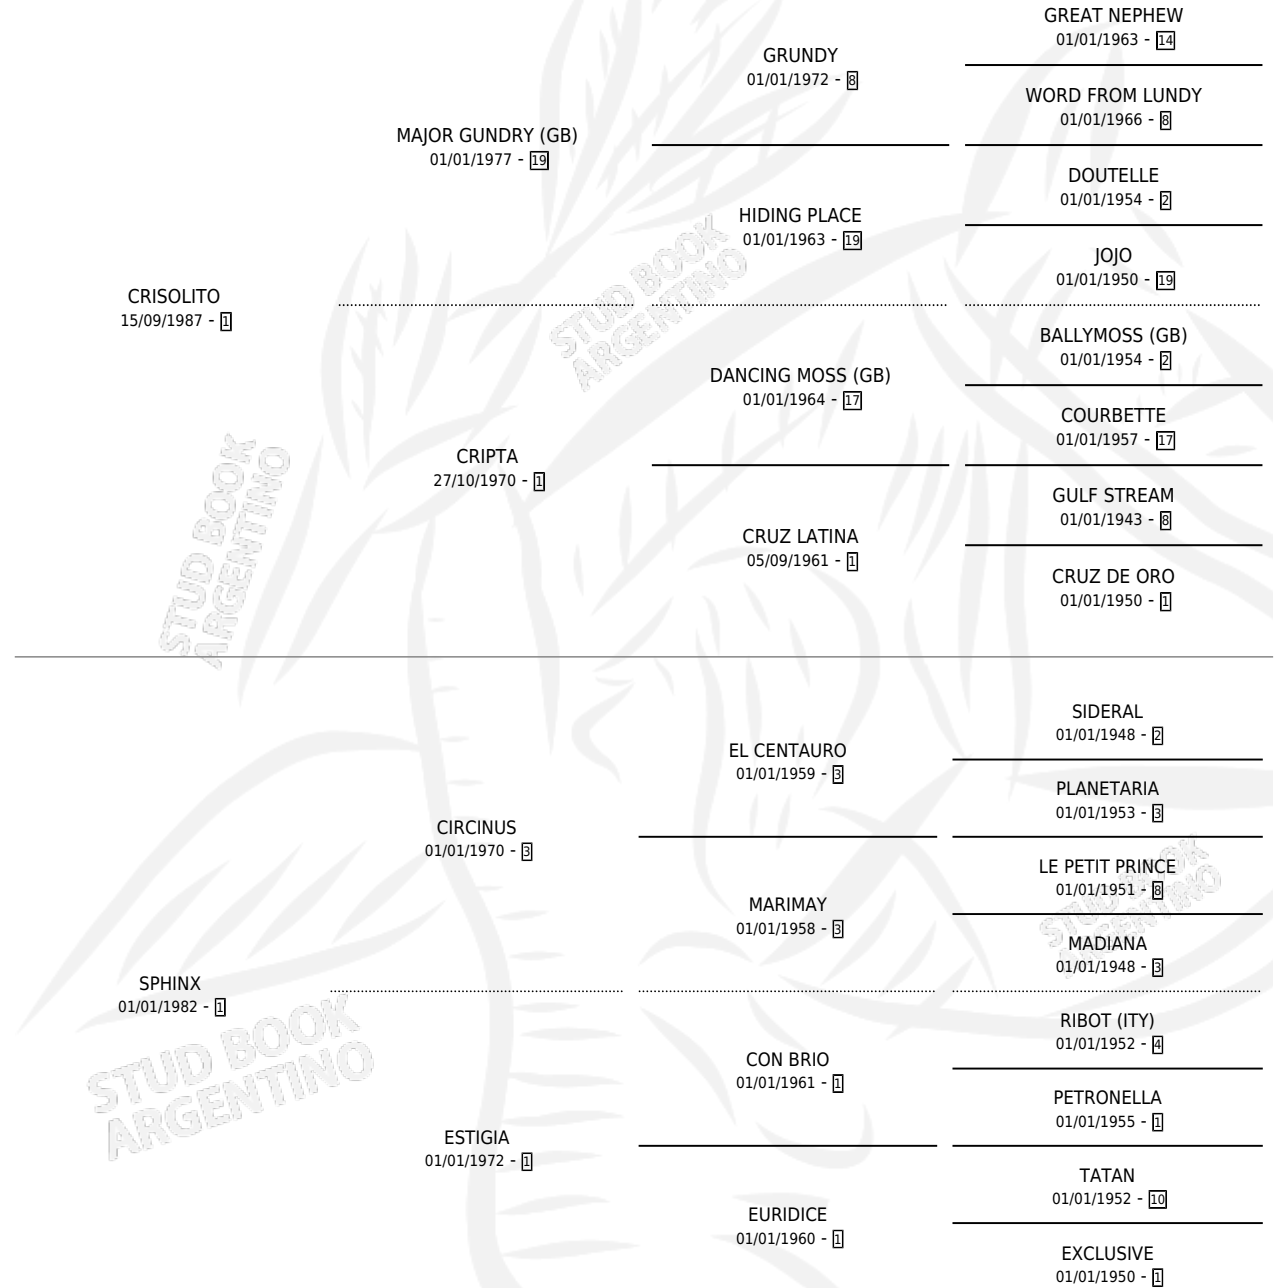 GREAT NEPHEW
01/01/1963 - 14
GRUNDY
01/01/1972 - 8
WORD FROM LUNDY
01/01/1966 - 8
MAJOR GUNDRY (GB)
01/01/1977 - 19
DOUTELLE
01/01/1954 - 2
HIDING PLACE
01/01/1963 - 19
JOJO
01/01/1950 - 19
CRISOLITO
15/09/1987 - 1
STUD BOOK
ARGENTINO
BALLYMOSS (GB)
01/01/1954 - 2
DANCING MOSS (GB)
01/01/1964 - 17
COURBETTE
01/01/1957 - 17
CRIPTA
27/10/1970 - 1
GULF STREAM
01/01/1943 - 8
CRUZ LATINA
05/09/1961 - 1
CRUZ DE ORO
01/01/1950 - 1
STUD BOOK
ARGENTINO
SIDERAL
01/01/1948 - 2
EL CENTAURO
01/01/1959 - 3
PLANETARIA
01/01/1953 - 3
CIRCINUS
01/01/1970 - 3
LE PETIT PRINCE
01/01/1951 - 8
MARIMAY
01/01/1958 - 3
MADIANA
01/01/1948 - 3
STUD BOOK
ARGENTINO
SPHINX
01/01/1982 - 1
RIBOT (ITY)
01/01/1952 - 4
CON BRIO
01/01/1961 - 1
PETRONELLA
01/01/1955 - 1
STUD BOOK
ARGENTINO
ESTIGIA
01/01/1972 - 1
TATAN
01/01/1952 - 10
EURIDICE
01/01/1960 - 1
EXCLUSIVE
01/01/1950 - 1